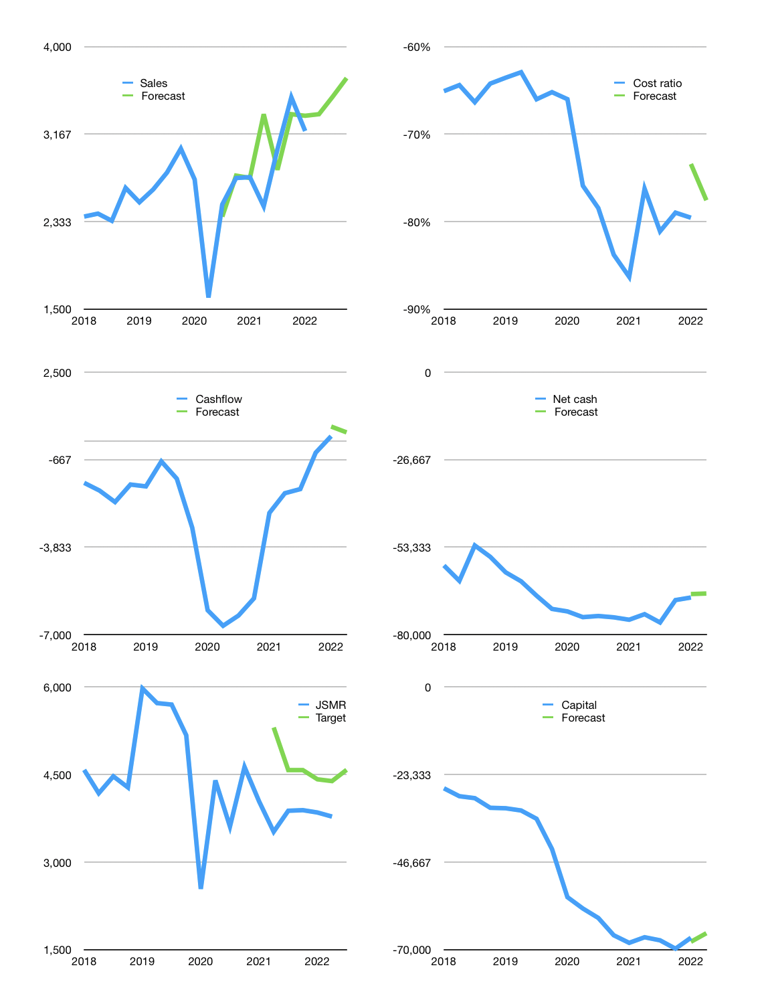 4,000
Sales
Forecast
3,167
2,333
1,500
2018 2019 2020 2021 2022
-60%
Cost ratio
Forecast
-70%
-80%
-90%
2018 2019 2020 2021 2022
2,500
Cashflow
Forecast
-667
-3,833
-7,000
2018 2019 2020 2021 2022
0
Net cash
Forecast
-26,667
-53,333
-80,000
2018 2019 2020 2021 2022
6,000
JSMR
Target
4,500
3,000
1,500
2018 2019 2020 2021 2022
0
Capital
Forecast
-23,333
-46,667
-70,000
2018 2019 2020 2021 2022